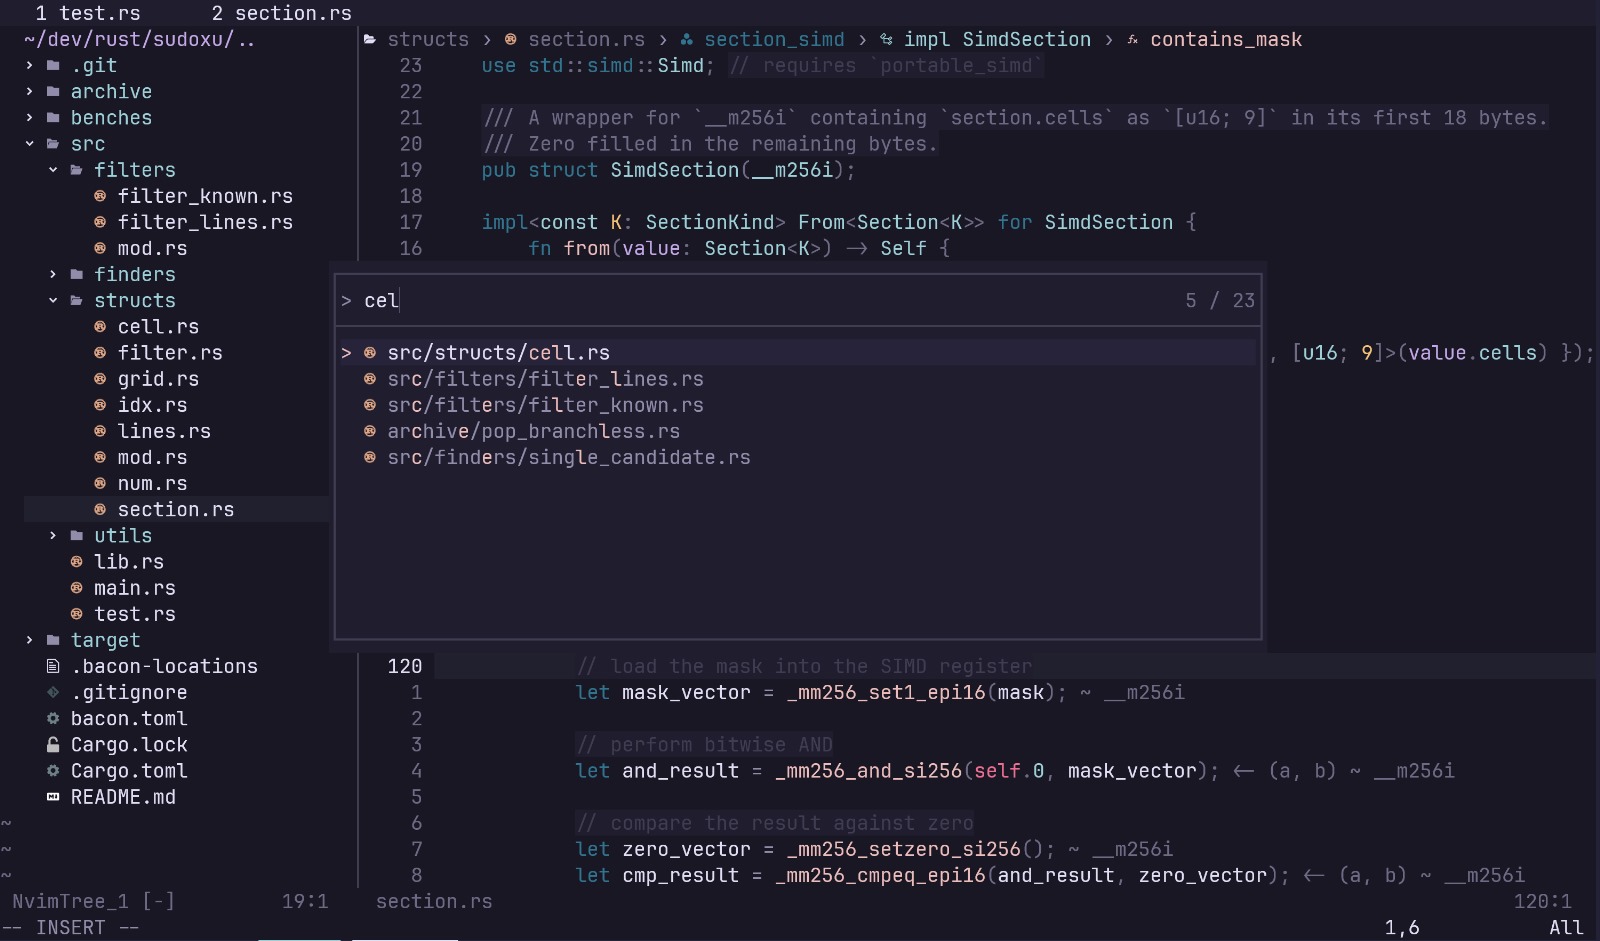 1 test.rs 2 section.rs
~/dev/rust/sudoxu/..
.git
archive
benches
src
filters
filter_known.rs
filter_lines.rs
mod.rs
finders
structs
cell.rs
filter.rs
grid.rs
idx.rs
lines.rs
mod.rs
num.rs
section.rs
utils
lib.rs
main.rs
test.rs
target
.bacon-locations
.gitignore
bacon.toml
Cargo.lock
Cargo.toml
README.md
~
~
~
NvimTree_1 [-] 19:1
structs › section.rs › section_simd › impl SimdSection › contains_mask
23 use std::simd::Simd; // requires `portable_simd`
22
21 /// A wrapper for `__m256i` containing `section.cells` as `[u16; 9]` in its first 18 bytes.
20 /// Zero filled in the remaining bytes.
19 pub struct SimdSection(__m256i);
18
17 impl<const K: SectionKind> From<Section<K>> for SimdSection {
16 fn from(value: Section<K>) -> Self {
> cel 5 / 23
> src/structs/cell.rs
src/filters/filter_lines.rs
src/filters/filter_known.rs
archive/pop_branchless.rs
src/finders/single_candidate.rs
, [u16; 9]>(value.cells) });
120 // load the mask into the SIMD register
1 let mask_vector = _mm256_set1_epi16(mask); ~ __m256i
2
3 // perform bitwise AND
4 let and_result = _mm256_and_si256(self.0, mask_vector); <- (a, b) ~ __m256i
5
6 // compare the result against zero
7 let zero_vector = _mm256_setzero_si256(); ~ __m256i
8 let cmp_result = _mm256_cmpeq_epi16(and_result, zero_vector); <- (a, b) ~ __m256i
section.rs 120:1
-- INSERT -- 1,6 All